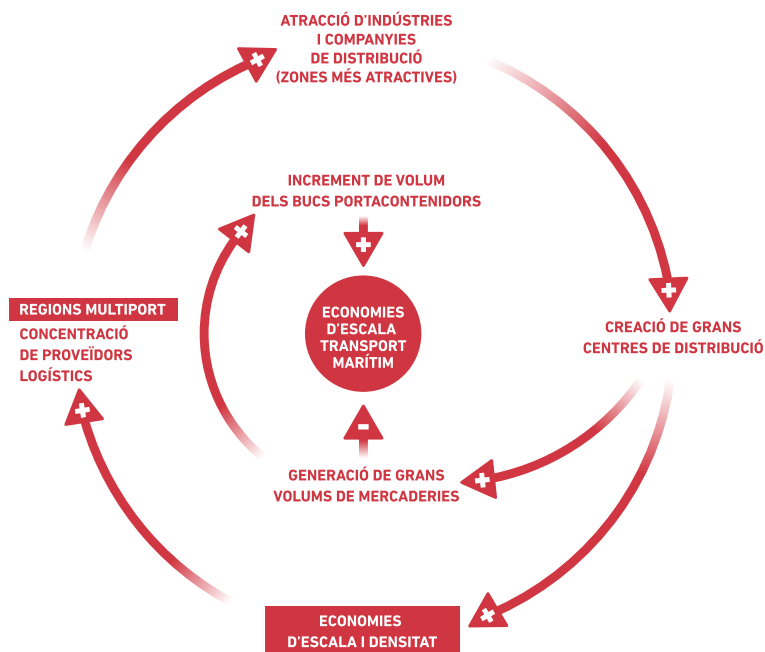 ATRACCIÓ D'INDÚSTRIES
I COMPANYIES
DE DISTRIBUCIÓ
(ZONES MÉS ATRACTIVES)
INCREMENT DE VOLUM
DELS BUCS PORTACONTENIDORS
+
REGIONS MULTIPORT
CONCENTRACIÓ
DE PROVEÏDORS
LOGÍSTICS
ECONOMIES
D'ESCALA
TRANSPORT
MARÍTIM
CREACIÓ DE GRANS
CENTRES DE DISTRIBUCIÓ
-
GENERACIÓ DE GRANS
VOLUMS DE MERCADERIES
ECONOMIES
D'ESCALA I DENSITAT